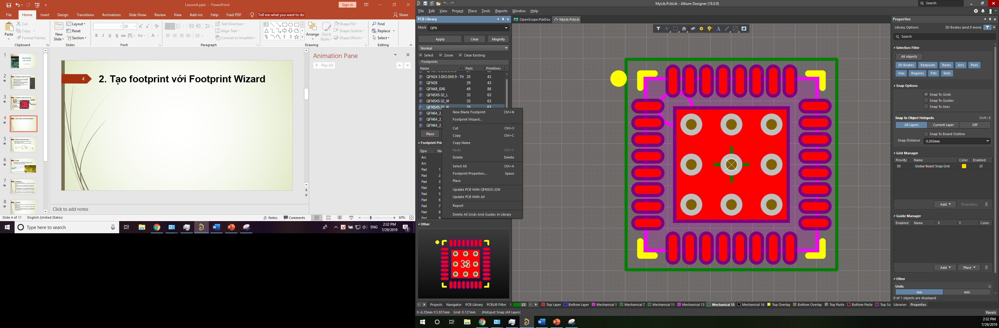 Lesson4.pptx - PowerPoint
Sign in
File Home Insert Design Transitions Animations Slide Show Review View Add-ins Help Foxit PDF Tell me what you want to do Share
Paste
Cut
Copy
Format Painter
Clipboard
New Slide
Layout
Reset
Section
Slides
28
Font
Text Direction
Align Text
Convert to SmartArt
Paragraph
Arrange
Quick Styles
Shape Fill
Shape Outline
Shape Effects
Drawing
Find
Replace
Select
Editing
1
2
3
4
5
6
7
8
4
2. Tạo footprint với Footprint Wizard
Animation Pane
Play All
Click to add notes
Slide 4 of 11 English (United States) Notes Comments 60%
Type here to search
ENG
2:32 PM
7/29/2019
3
MyLib.PcbLib - Altium Designer (18.0.9)
Search
File Edit View Project Place Tools Reports Window Help
PCB Library
OpenScope.PcbDoc MyLib.PcbLib
Mask QFN
Apply Clear Magnify
Normal
Select Zoom Clear Existing
Footprints
Name Pads Primitives
QFN24 3.0X3.0X0.9 - TH 25 43
QFN28 29 43
QFN48_6X6 49 88
QFN5X5-32_L 33 63
QFN5X5-32_M 33 63
QFN5X5-32_N 33 63
QFN64_2_
QFN64_2_
QFN64_2_
Place
Footprint Pri
Type Na
Arc
Arc
Arc
Pad 1
Pad 2
Pad 3
Pad 4
Pad 5
Pad 6
Pad 7
Pad 8
Pad 9
New Blank Footprint Ctrl+N
Footprint Wizard...
Cut Ctrl+X
Copy Ctrl+C
Copy Name
Paste Ctrl+V
Delete Delete
Select All Ctrl+A
Footprint Properties... Space
Place
Update PCB With QFN5X5-32N
Update PCB With All
Report
Delete All Grids And Guides in Library
Other
33
Projects Navigator PCB Library PCBLIB Filter
LS Top Layer Bottom Layer Mechanical 1 Mechanical 7 Mechanical 11 Mechanical 13 Mechanical 15 Mechanical 16 Top Overlay Bottom Overlay Top Paste Bottom Paste Top So
X:-6.35mm Y:3.937mm Grid: 0.127mm (Hotspot Snap (All Layers)
Properties
Library Options 3D Bodies (and 8 more)
Search
Selection Filter
All objects
3D Bodies Keepouts Tracks Arcs Pads
Vias Regions Fills Texts
Snap Options
Snap To Grids
Snap To Guides
Snap To Axes
Snap to Object Hotspots Shift+E
All Layers Current Layer Off
Snap To Board Outline
Snap Distance 0.203mm
Grid Manager
Priority Name Color Enabled
50 Global Board Snap Grid
Add Properties
Guide Manager
Enabled Name X Y Color
Add Place
Other
Units
mm mils
0 of 1 objects are displayed
Libraries Properties
Panels
2:32 PM
7/29/2019